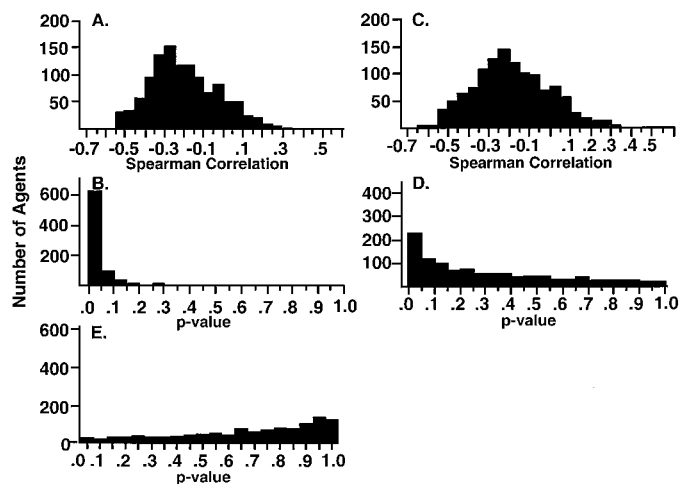 A.
200
150
100
50
-0.7 -0.5 -0.3 -0.1 .1 .3 .5
Spearman Correlation
C.
200
150
100
50
-0.7 -0.5 -0.3 -0.1 .1 .2 .3 .4 .5
Spearman Correlation
Number of Agents
B.
600
400
200
.0 .1 .2 .3 .4 .5 .6 .7 .8 .9 1.0
p-value
D.
400
300
200
100
.0 .1 .2 .3 .4 .5 .6 .7 .8 .9 1.0
p-value
E.
600
400
200
0
.0 .1 .2 .3 .4 .5 .6 .7 .8 .9 1.0
p-value